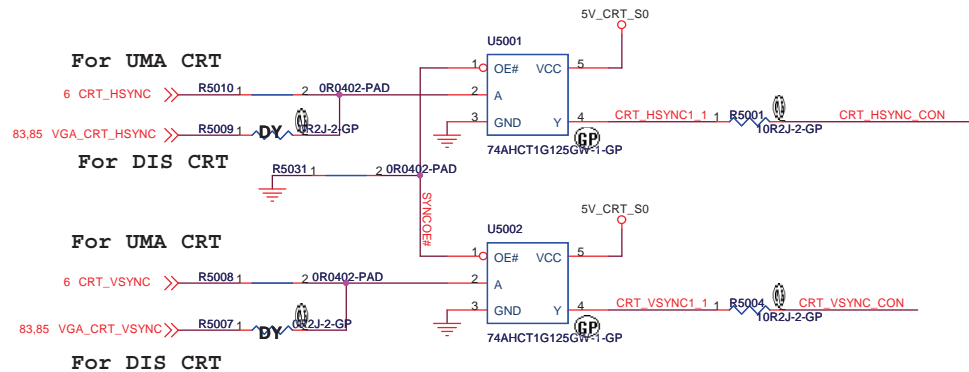 5V_CRT_S0
U5001
For UMA CRT
1 OE# VCC 5
6 CRT_HSYNC R5010 1 2 0R0402-PAD 2 A
83,85 VGA_CRT_HSYNC R5009 1 DY 2 0R2J-2-GP 3 GND Y 4 GP CRT_HSYNC1_1 1 R5001 2 CRT_HSYNC_CON
10R2J-2-GP
74AHCT1G125GW-1-GP
For DIS CRT
R5031 1 2 0R0402-PAD
SYNCOE#
5V_CRT_S0
U5002
For UMA CRT
1 OE# VCC 5
6 CRT_VSYNC R5008 1 2 0R0402-PAD 2 A
3 GND Y 4 GP CRT_VSYNC1_1 1 R5004 CRT_VSYNC_CON
10R2J-2-GP
83,85 VGA_CRT_VSYNC R5007 1 DY 0R2J-2-GP
74AHCT1G125GW-1-GP
For DIS CRT